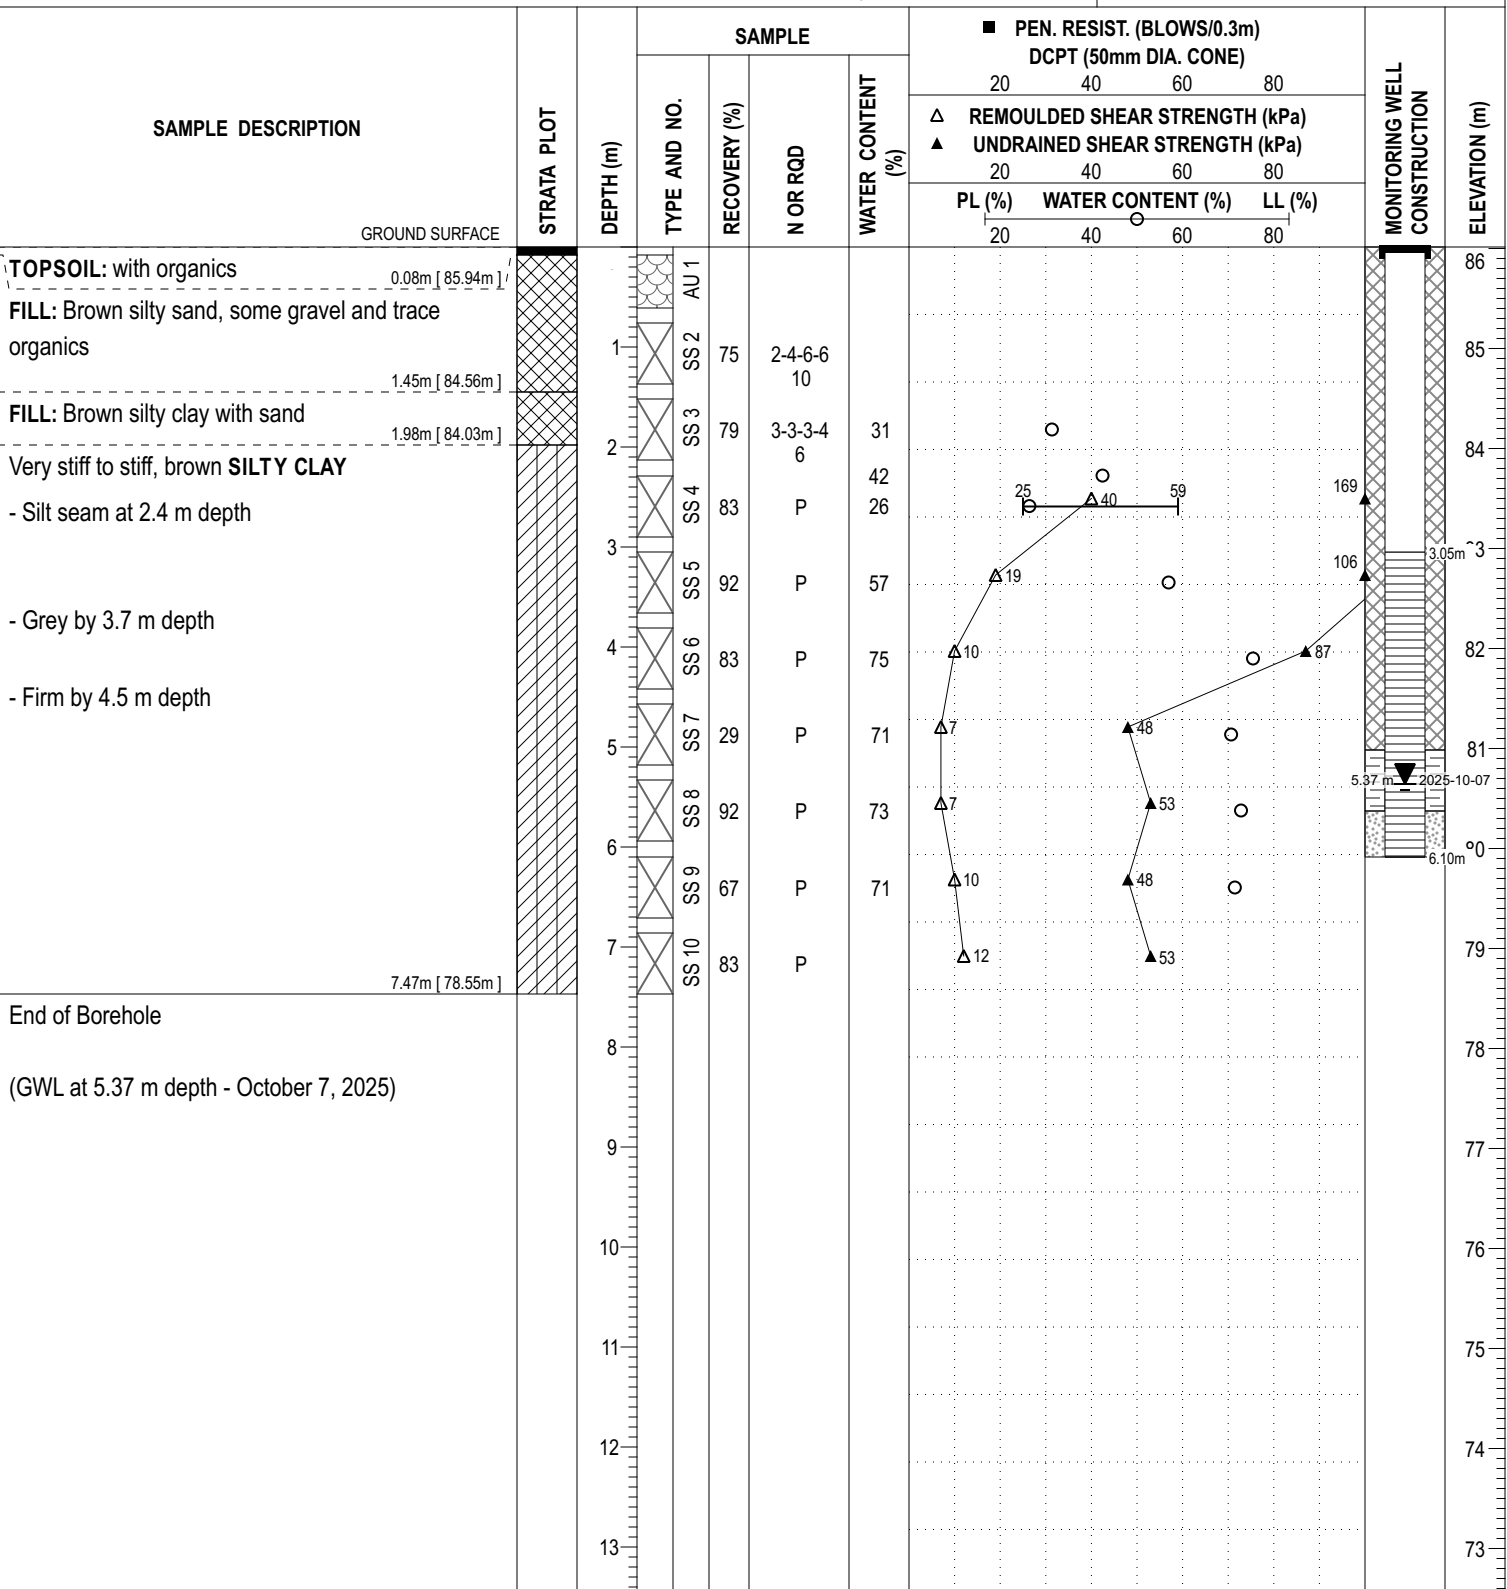 SAMPLE DESCRIPTION
GROUND SURFACE
STRATA PLOT
DEPTH (m)
SAMPLE
TYPE AND NO.
RECOVERY (%)
N OR RQD
WATER CONTENT
(%)
■ PEN. RESIST. (BLOWS/0.3m)
DCPT (50mm DIA. CONE)
20 40 60 80
△ REMOULDED SHEAR STRENGTH (kPa)
▲ UNDRAINED SHEAR STRENGTH (kPa)
20 40 60 80
PL (%) WATER CONTENT (%) LL (%)
20 40 60 80
MONITORING WELL
CONSTRUCTION
ELEVATION (m)
TOPSOIL: with organics
0.08m [ 85.94m ]
FILL: Brown silty sand, some gravel and trace
organics
1.45m [ 84.56m ]
FILL: Brown silty clay with sand
1.98m [ 84.03m ]
Very stiff to stiff, brown SILTY CLAY
- Silt seam at 2.4 m depth
- Grey by 3.7 m depth
- Firm by 4.5 m depth
7.47m [ 78.55m ]
End of Borehole
(GWL at 5.37 m depth - October 7, 2025)
1
2
3
4
5
6
7
8
9
10
11
12
13
AU 1
SS 2 75 2-4-6-6
10
SS 3 79 3-3-3-4 31
6
42
SS 4 83 P 26
SS 5 92 P 57
SS 6 83 P 75
SS 7 29 P 71
SS 8 92 P 73
SS 9 67 P 71
SS 10 83 P
25 40 59 169
19 106
10 87
7 48
7 53
10 48
12 53
3.05m
5.37 m 2025-10-07
6.10m
86
85
84
3
82
81
0
79
78
77
76
75
74
73